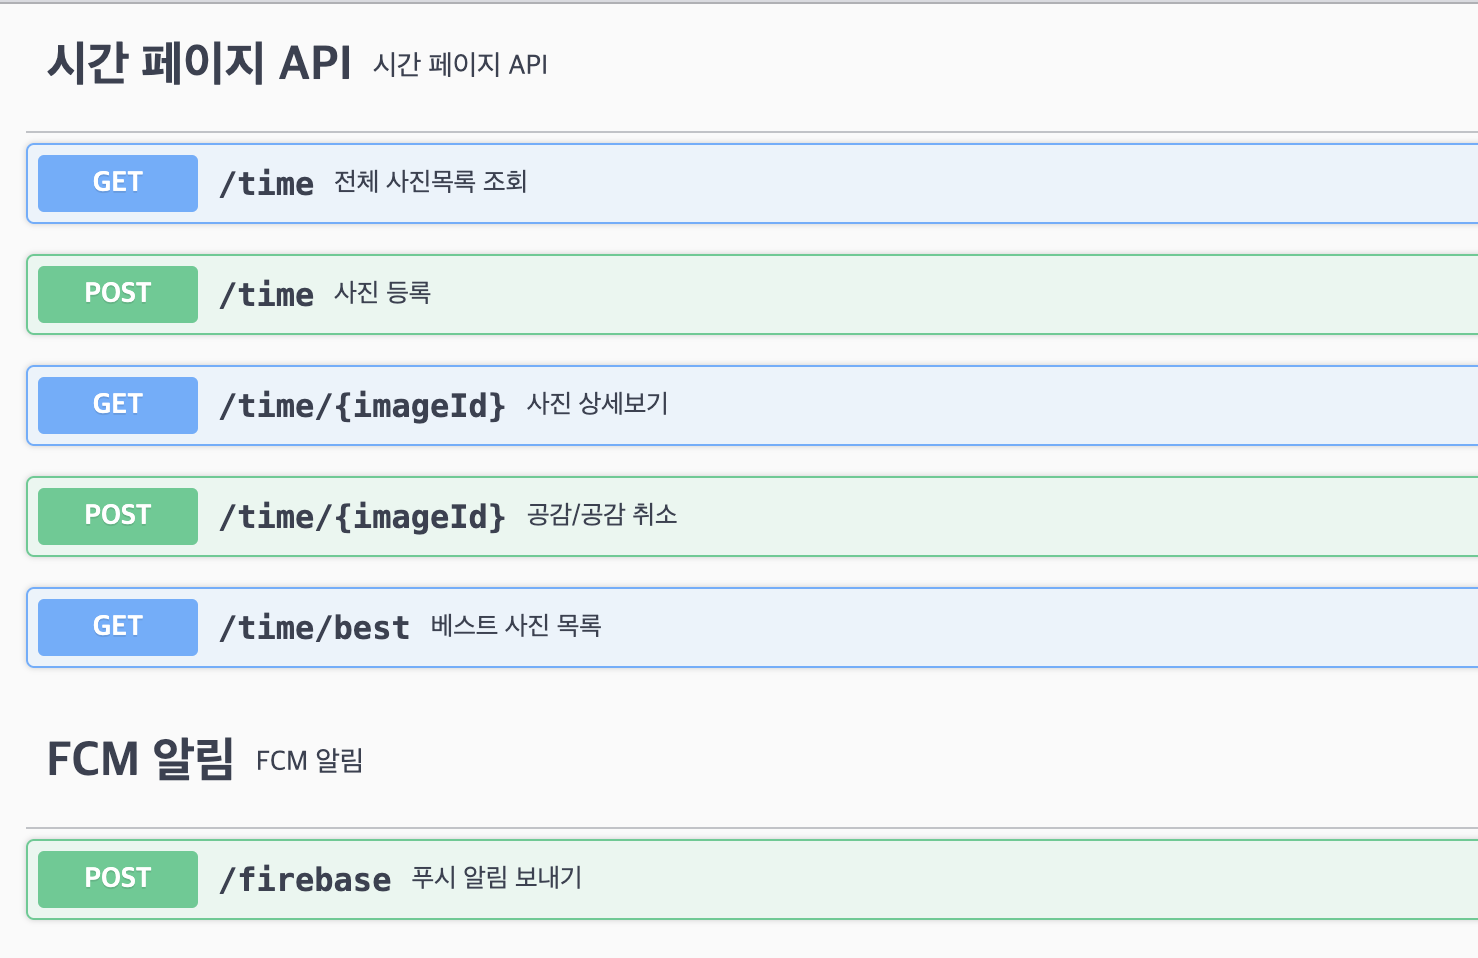 시간 페이지 API 시간 페이지 API
GET /time 전체 사진목록 조회
POST /time 사진 등록
GET /time/{imageId} 사진 상세보기
POST /time/{imageId} 공감/공감 취소
GET /time/best 베스트 사진 목록
FCM 알림 FCM 알림
POST /firebase 푸시 알림 보내기